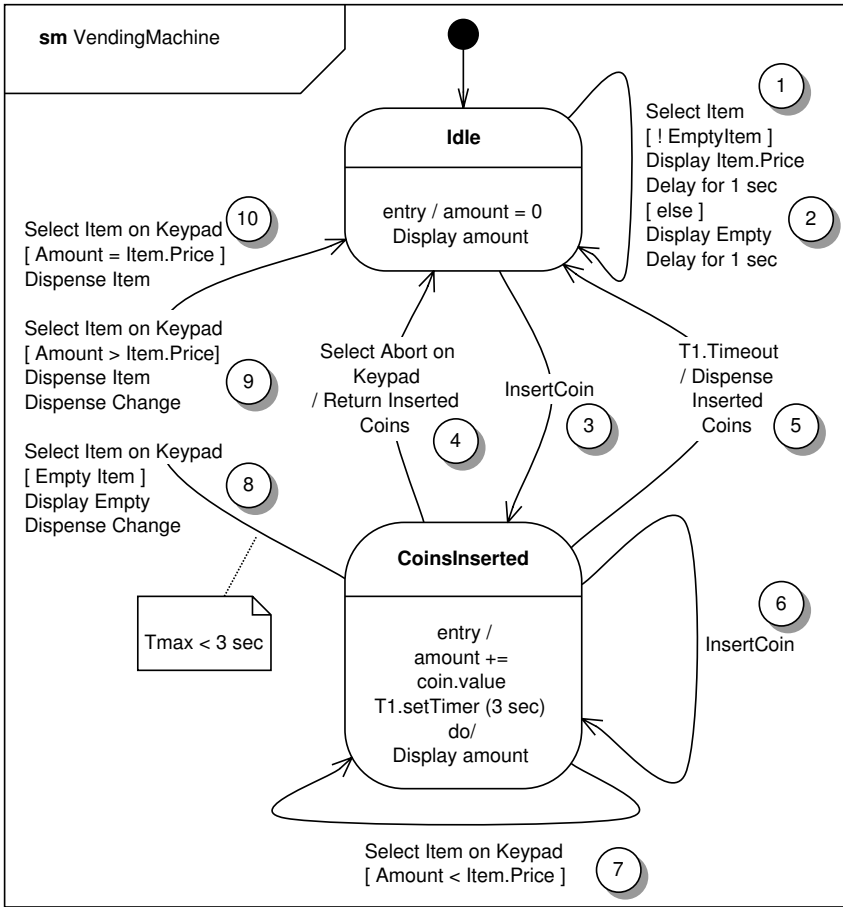 sm VendingMachine
Idle
entry / amount = 0
Display amount
1
Select Item
[ ! EmptyItem ]
Display Item.Price
Delay for 1 sec
[ else ]
2
Display Empty
Delay for 1 sec
10
Select Item on Keypad
[ Amount = Item.Price ]
Dispense Item
Select Item on Keypad
[ Amount > Item.Price]
Dispense Item
Dispense Change
9
Select Item on Keypad
[ Empty Item ]
Display Empty
Dispense Change
8
Select Abort on
Keypad
/ Return Inserted
Coins
4
InsertCoin
3
T1.Timeout
/ Dispense
Inserted
Coins
5
Tmax < 3 sec
CoinsInserted
entry /
amount +=
coin.value
T1.setTimer (3 sec)
do/
Display amount
6
InsertCoin
Select Item on Keypad
[ Amount < Item.Price ]
7